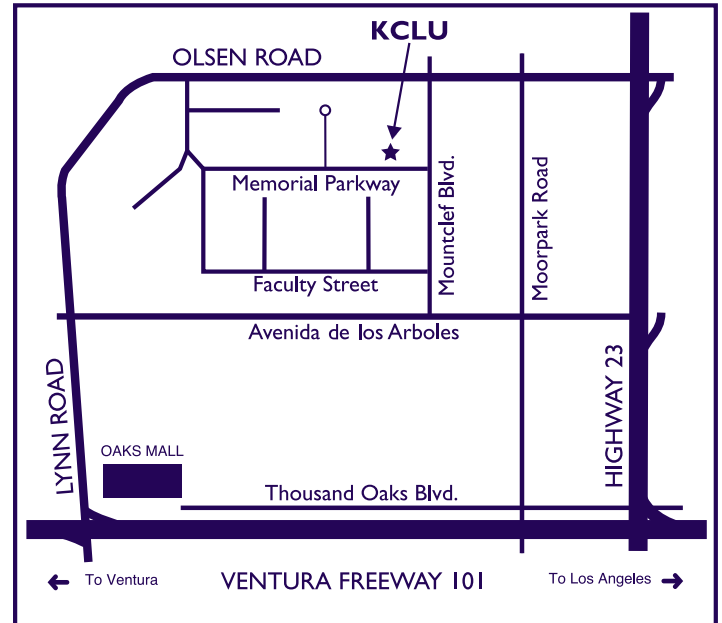 KCLU
OLSEN ROAD
Memorial Parkway
Mountclef Blvd.
Moorpark Road
Faculty Street
Avenida de los Arboles
LYNN ROAD
HIGHWAY 23
OAKS MALL
Thousand Oaks Blvd.
To Ventura
VENTURA FREEWAY 101
To Los Angeles